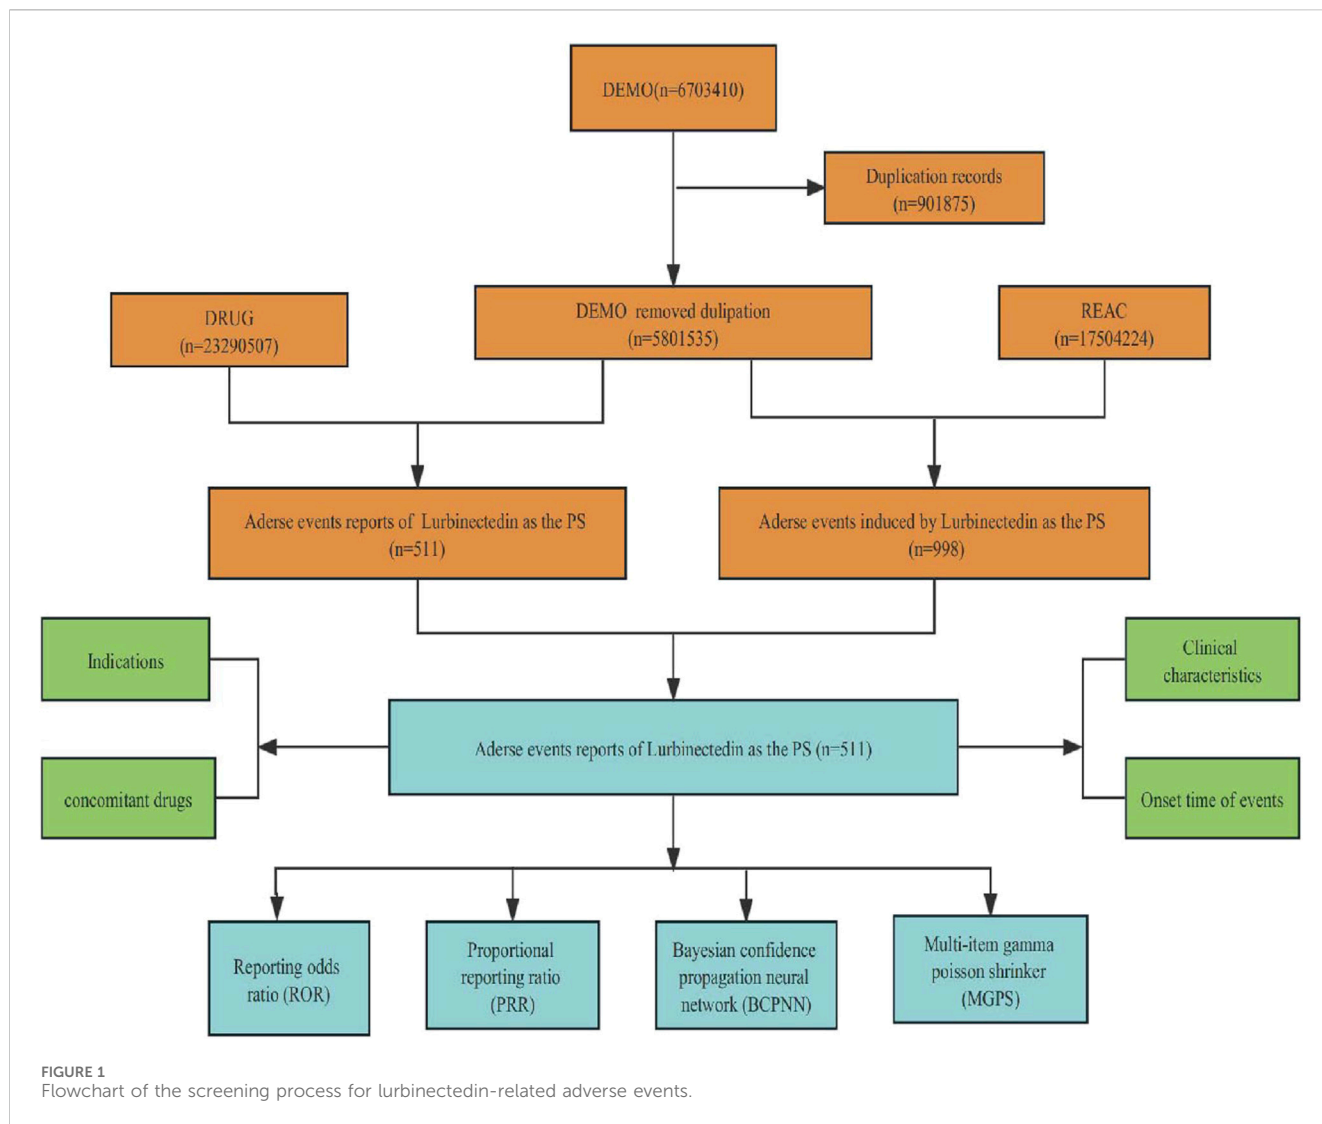 DEMO(n=6703410)
Duplication records
(n=901875)
DRUG
(n=23290507)
DEMO removed dulipation
(n=5801535)
REAC
(n=17504224)
Aderse events reports of Lurbinectedin as the PS
(n=511)
Aderse events induced by Lurbinectedin as the PS
(n=998)
Indications
Clinical
characteristics
Aderse events reports of Lurbinectedin as the PS (n=511)
concomitant drugs
Onset time of events
Reporting odds
ratio (ROR)
Proportional
reporting ratio
(PRR)
Bayesian confidence
propagation neural
network (BCPNN)
Multi-item gamma
poisson shrinker
(MGPS)
FIGURE 1
Flowchart of the screening process for lurbinectedin-related adverse events.